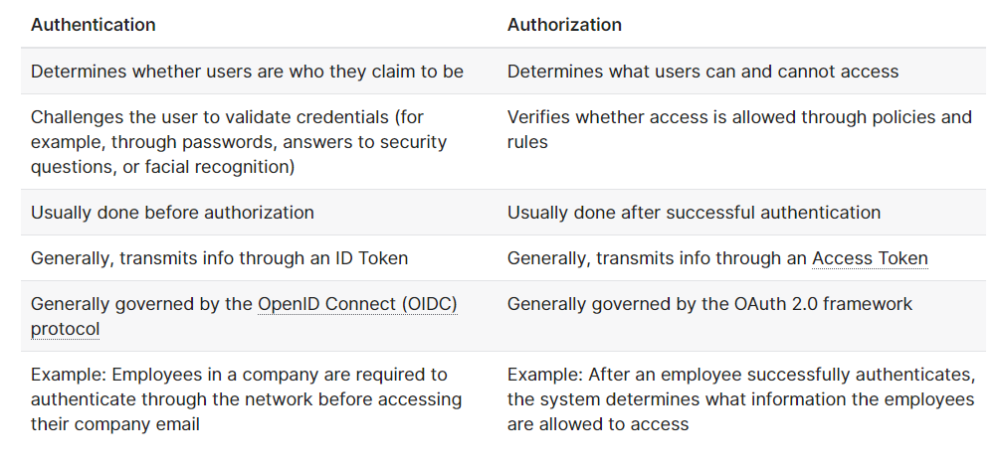 Authentication
Authorization
Determines whether users are who they claim to be
Determines what users can and cannot access
Challenges the user to validate credentials (for
example, through passwords, answers to security
questions, or facial recognition)
Verifies whether access is allowed through policies and
rules
Usually done before authorization
Usually done after successful authentication
Generally, transmits info through an ID Token
Generally, transmits info through an Access Token
Generally governed by the OpenID Connect (OIDC)
protocol
Generally governed by the OAuth 2.0 framework
Example: Employees in a company are required to
authenticate through the network before accessing
their company email
Example: After an employee successfully authenticates,
the system determines what information the employees
are allowed to access